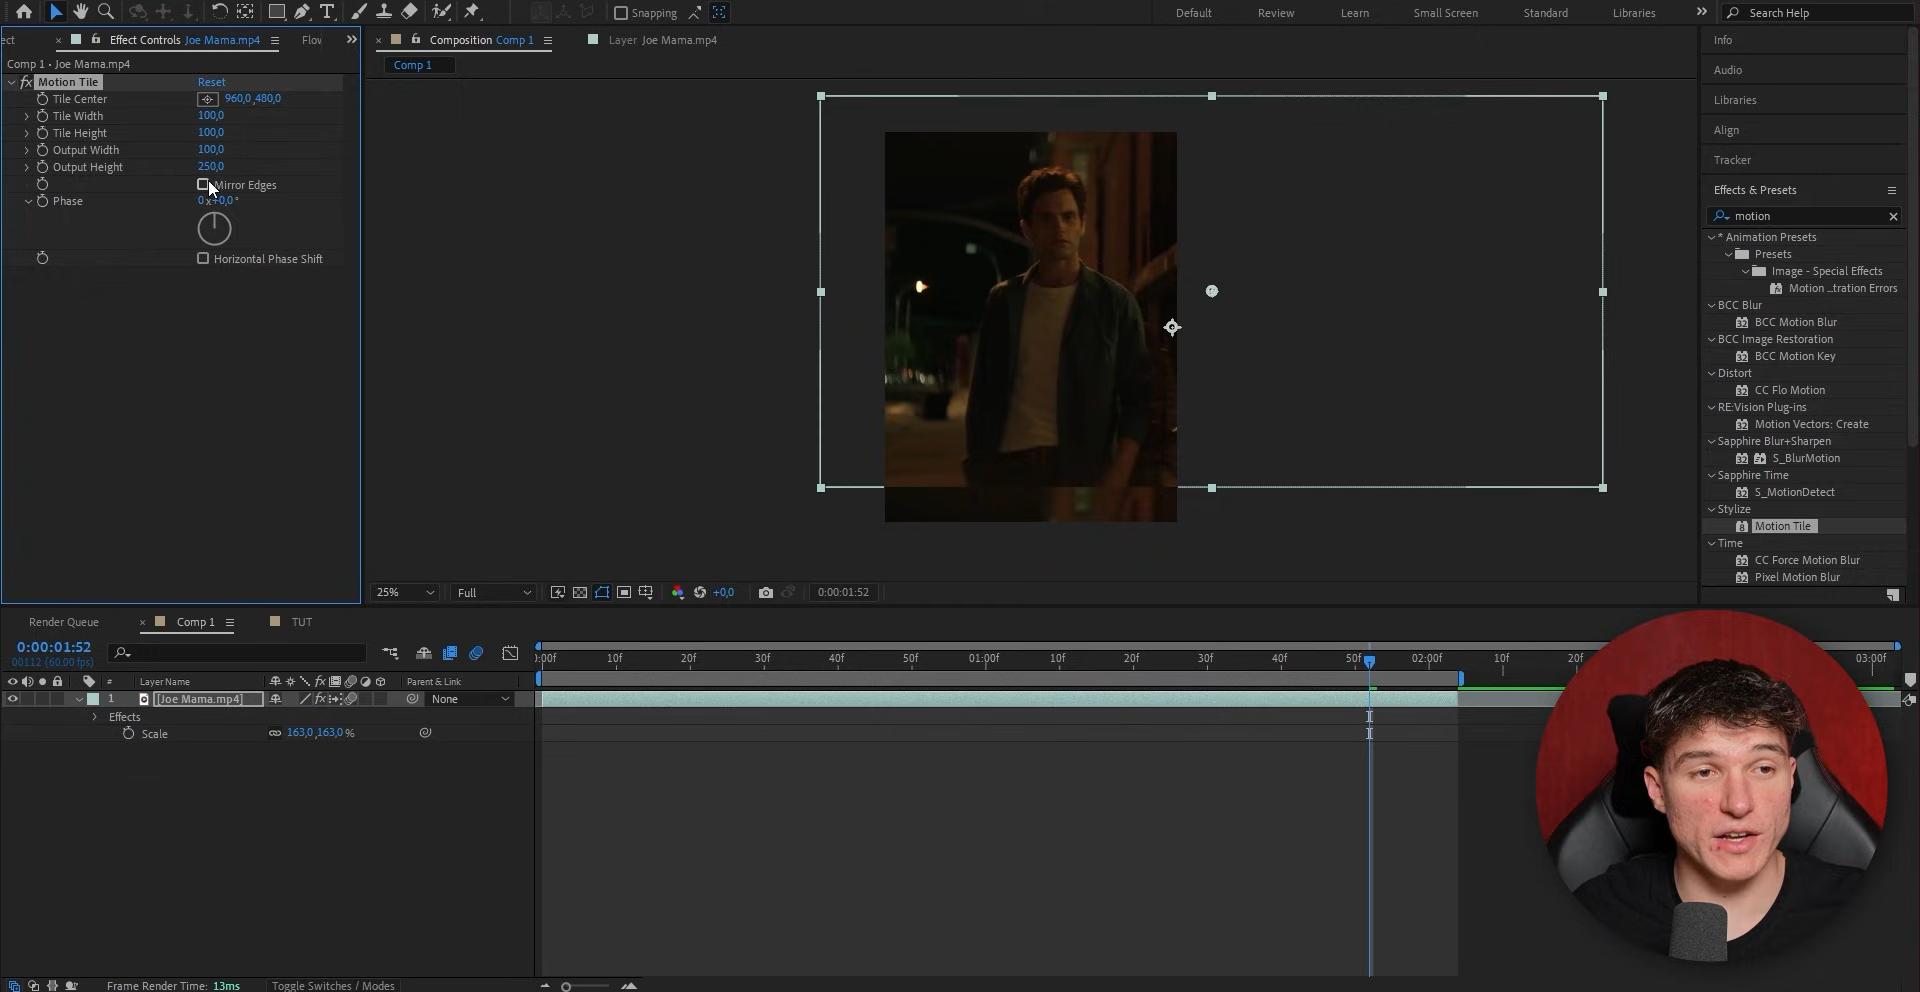 Snapping
Default
Review
Learn
Small Screen
Standard
Libraries
Search Help
ect
Effect Controls Joe Mama.mp4
Flow
Composition Comp 1
Layer Joe Mama.mp4
Comp 1 • Joe Mama.mp4
Comp 1
fx Motion Tile
Reset
Tile Center
960,0 ,480,0
Tile Width
100,0
Tile Height
100,0
Output Width
100,0
Output Height
250,0
Mirror Edges
Phase
0 x+0,0 °
Horizontal Phase Shift
Info
Audio
Libraries
Align
Tracker
Effects & Presets
motion
* Animation Presets
Presets
Image - Special Effects
Motion ...tration Errors
BCC Blur
BCC Motion Blur
BCC Image Restoration
BCC Motion Key
Distort
CC Flo Motion
RE:Vision Plug-ins
Motion Vectors: Create
Sapphire Blur+Sharpen
S_BlurMotion
Sapphire Time
S_MotionDetect
Stylize
Motion Tile
Time
CC Force Motion Blur
Pixel Motion Blur
25%
Full
+0,0
0:00:01:52
Render Queue
Comp 1
TUT
0:00:01:52
00112 (60.00 fps)
:00f
10f
20f
30f
40f
50f
01:00f
10f
20f
30f
40f
50f
02:00f
10f
20f
03:00f
#
Layer Name
Parent & Link
1
[Joe Mama.mp4]
None
Effects
Scale
163,0 ,163,0 %
Frame Render Time: 13ms
Toggle Switches / Modes